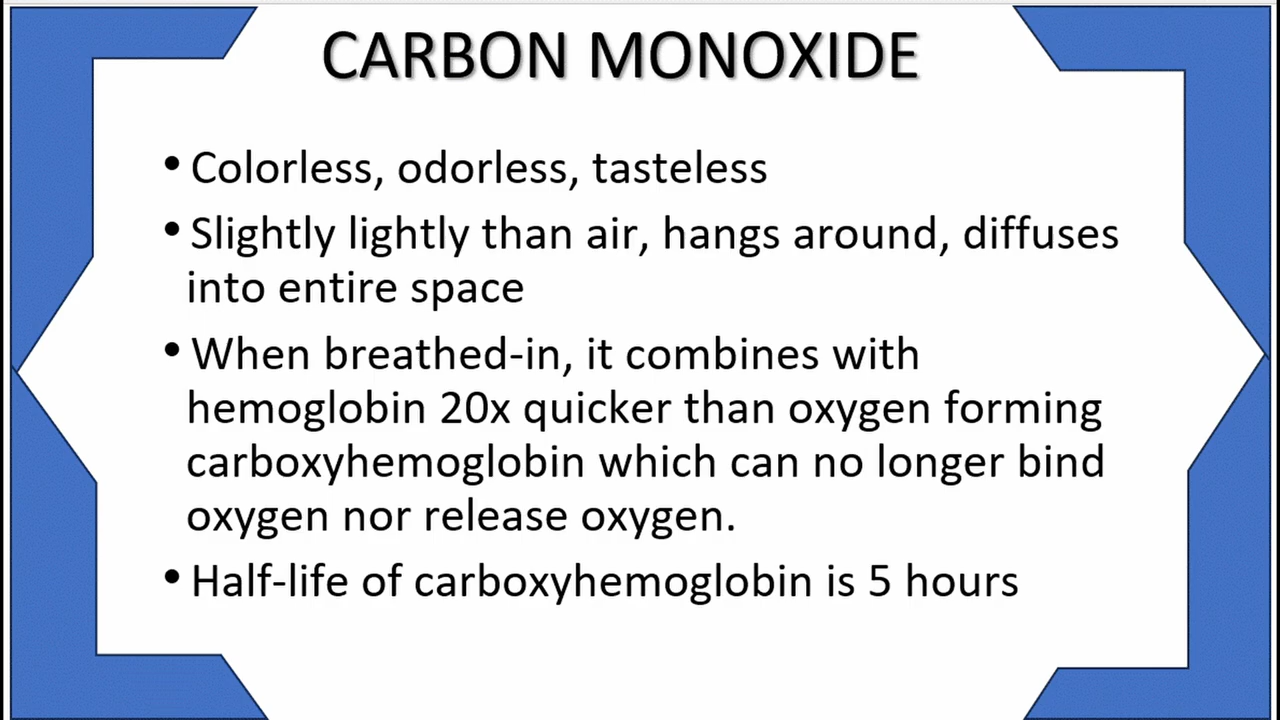 CARBON MONOXIDE
• Colorless, odorless, tasteless
• Slightly lightly than air, hangs around, diffuses
into entire space
• When breathed-in, it combines with
hemoglobin 20x quicker than oxygen forming
carboxyhemoglobin which can no longer bind
oxygen nor release oxygen.
• Half-life of carboxyhemoglobin is 5 hours